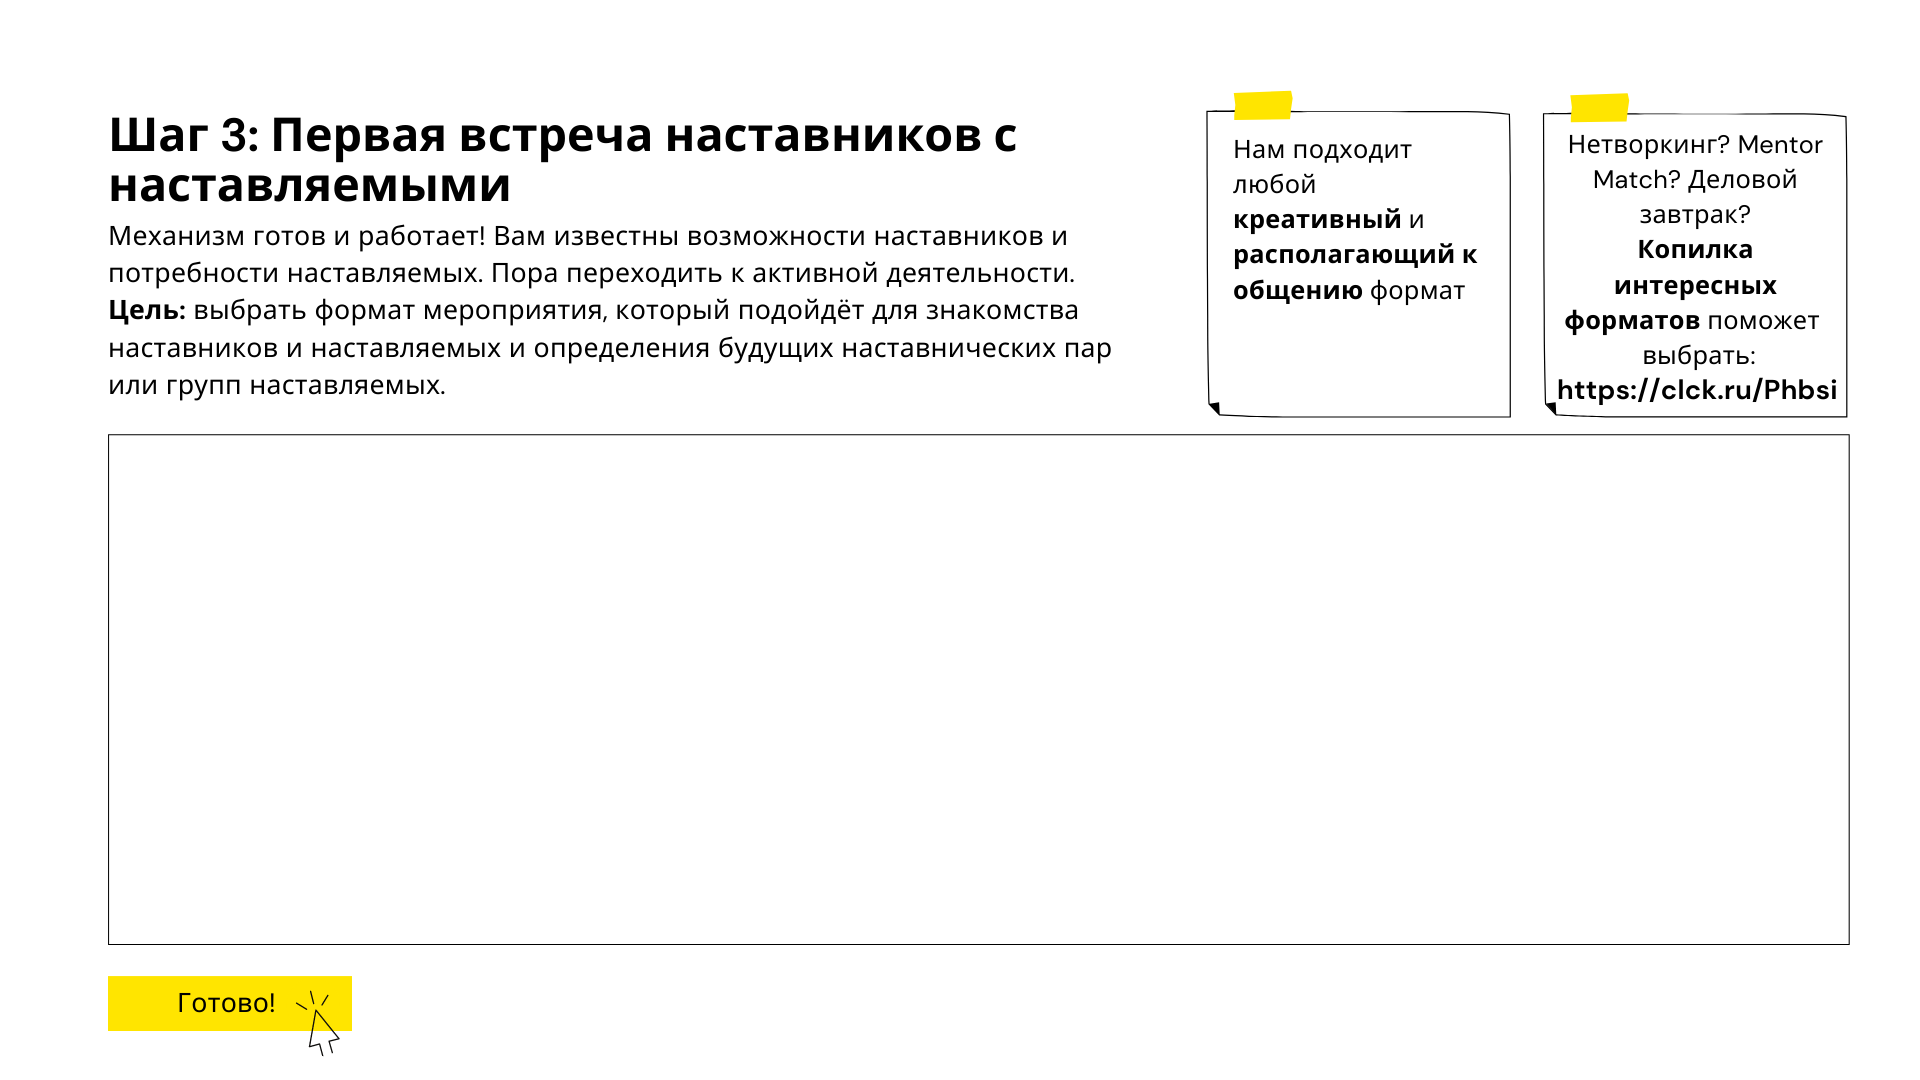 Шаг 3: Первая встреча наставников с
наставляемыми
Механизм готов и работает! Вам известны возможности наставников и
потребности наставляемых. Пора переходить к активной деятельности.
Цель: выбрать формат мероприятия, который подойдёт для знакомства
наставников и наставляемых и определения будущих наставнических пар
или групп наставляемых.
Нам подходит
любой
креативный и
располагающий к
общению формат
Нетворкинг? Mentor
Match? Деловой
завтрак?
Копилка
интересных
форматов поможет
выбрать:
https://clck.ru/Phbsi
Готово!